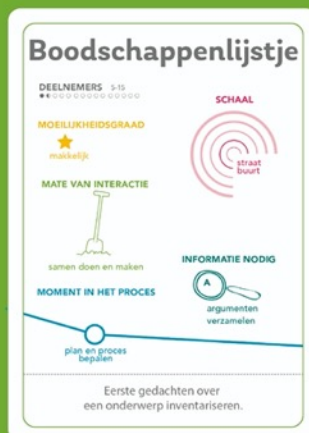 Boodschappenlijstje
DEELNEMERS 5-15
MOEILIJKHEIDSGRAAD
makkelijk
SCHAAL
straat
buurt
MATE VAN INTERACTIE
samen doen en maken
INFORMATIE NODIG
A
argumenten
verzamelen
MOMENT IN HET PROCES
plan en proces
bepalen
Eerste gedachten over
een onderwerp inventariseren.